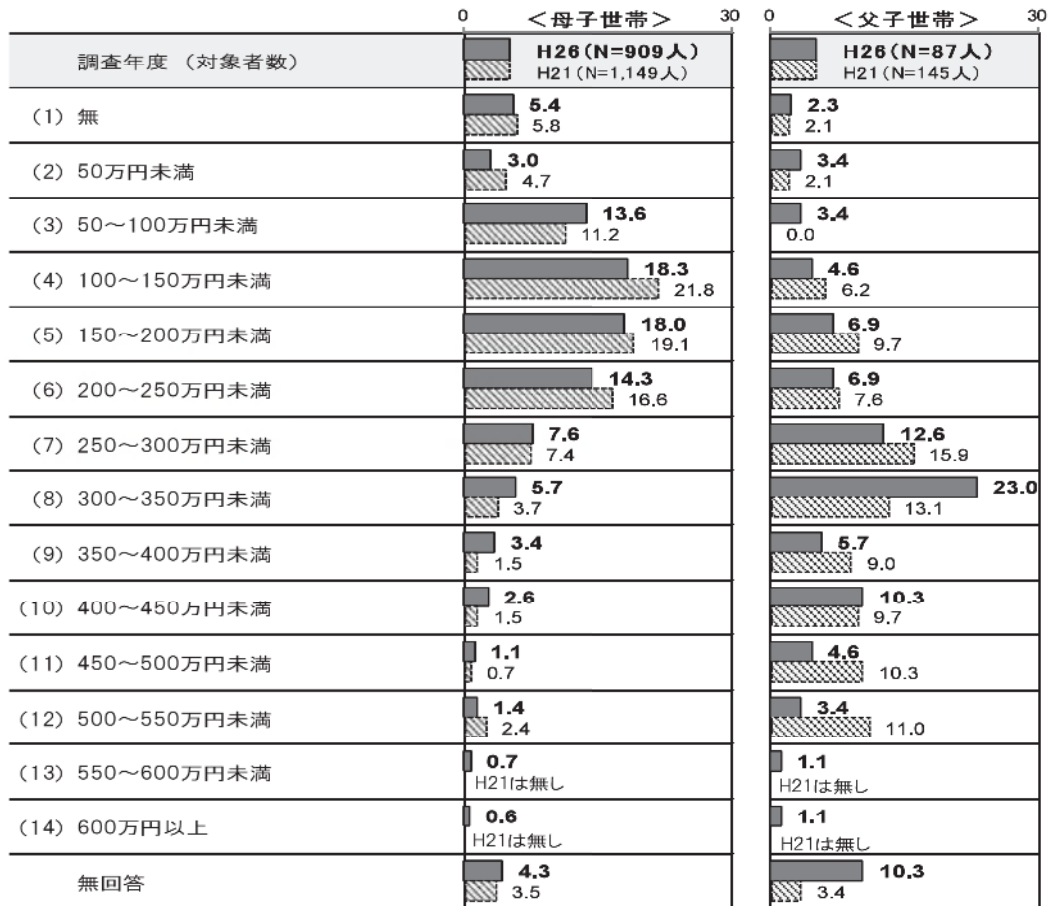 0 ＜母子世帯＞ 30 0 ＜父子世帯＞ 30
調査年度 （対象者数） H26（N=909人） H26（N=87人）
H21（N=1,149人） H21（N=145人）
（1） 無 5.4 2.3
5.8 2.1
（2） 50万円未満 3.0 3.4
4.7 2.1
（3） 50～100万円未満 13.6 3.4
11.2 0.0
（4） 100～150万円未満 18.3 4.6
21.8 6.2
（5） 150～200万円未満 18.0 6.9
19.1 9.7
（6） 200～250万円未満 14.3 6.9
16.6 7.6
（7） 250～300万円未満 7.6 12.6
7.4 15.9
（8） 300～350万円未満 5.7 23.0
3.7 13.1
（9） 350～400万円未満 3.4 5.7
1.5 9.0
（10） 400～450万円未満 2.6 10.3
1.5 9.7
（11） 450～500万円未満 1.1 4.6
0.7 10.3
（12） 500～550万円未満 1.4 3.4
2.4 11.0
（13） 550～600万円未満 0.7 1.1
H21は無し H21は無し
（14） 600万円以上 0.6 1.1
H21は無し H21は無し
無回答 4.3 10.3
3.5 3.4